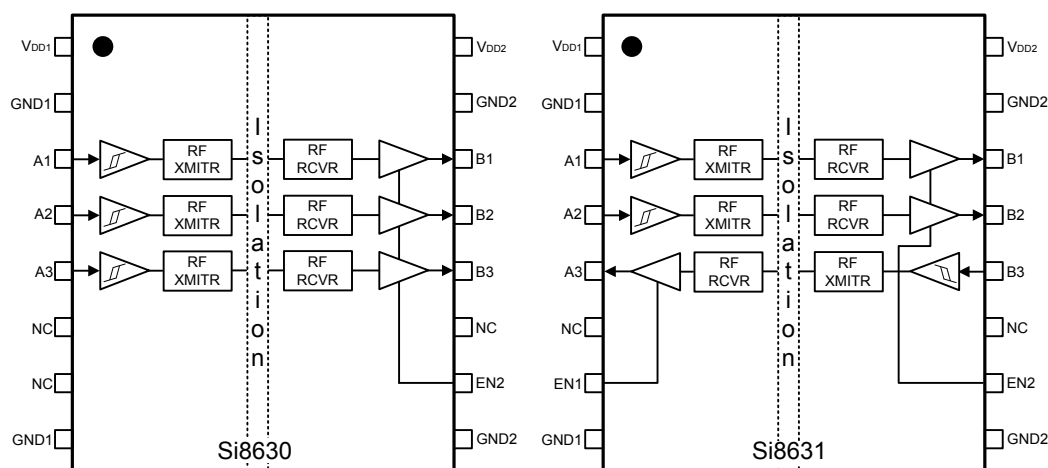 VDD1
VDD2
GND1
GND2
A1
RF
XMITR
RF
RCVR
B1
A2
RF
XMITR
RF
RCVR
B2
A3
RF
XMITR
RF
RCVR
B3
NC
NC
NC
EN2
GND1
GND2
Isolation
Si8630
VDD1
VDD2
GND1
GND2
A1
RF
XMITR
RF
RCVR
B1
A2
RF
XMITR
RF
RCVR
B2
A3
RF
RCVR
RF
XMITR
B3
NC
NC
EN1
EN2
GND1
GND2
Isolation
Si8631